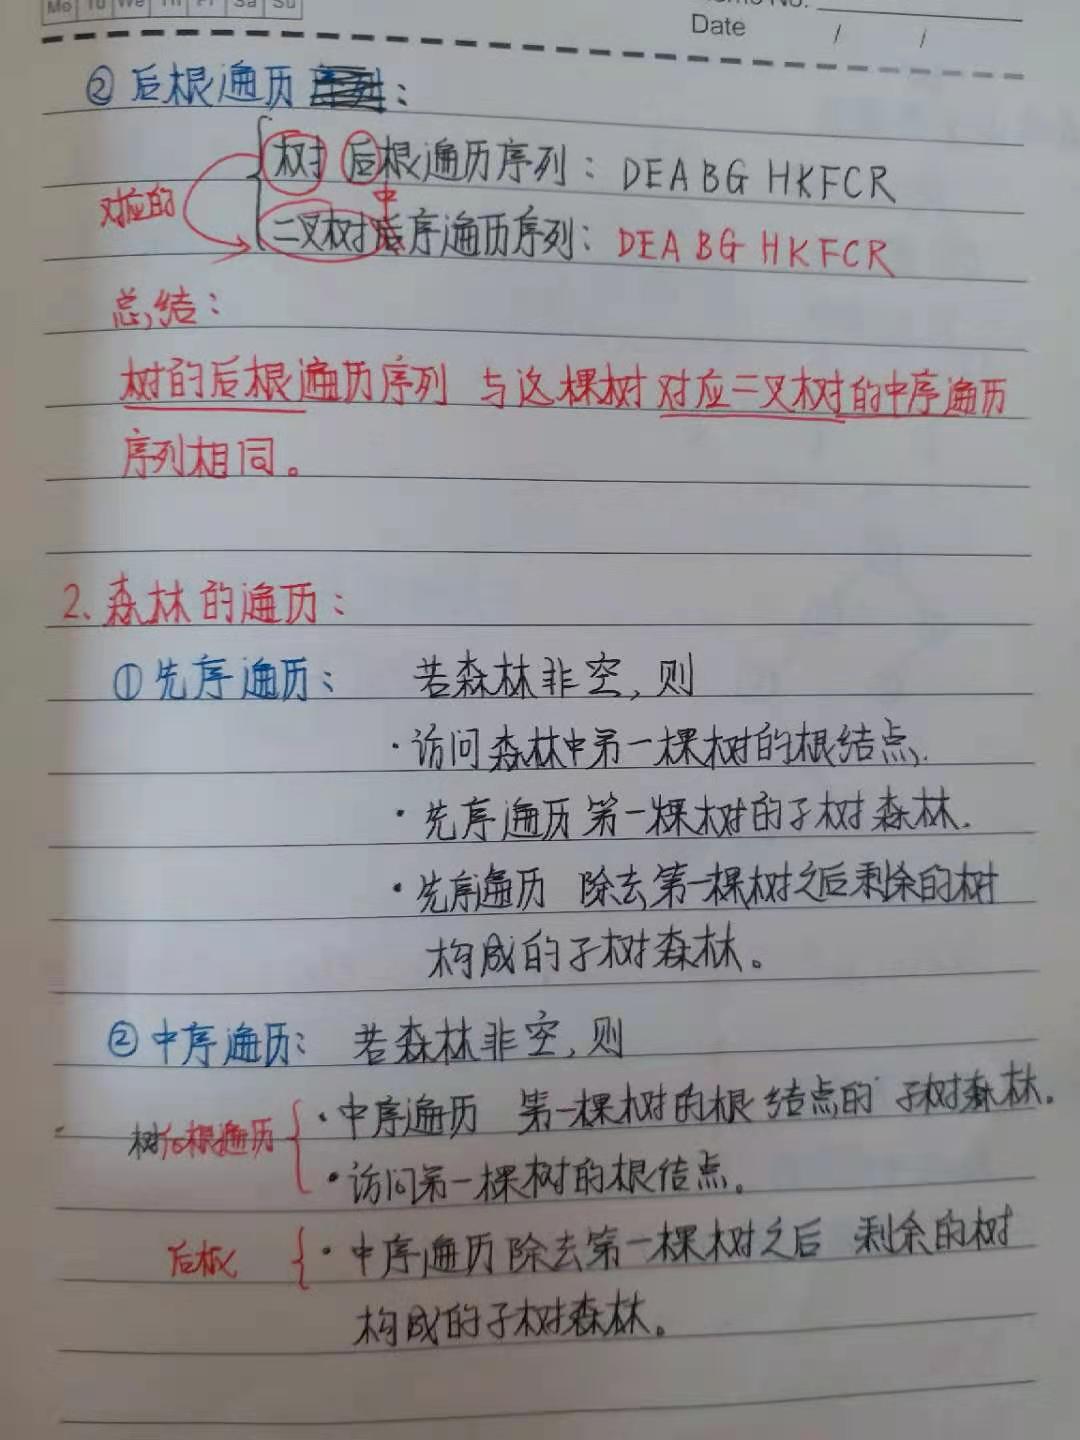 Mo Tu We Th Fr Sa Su
Memo No.
Date / /
② 后根遍历：
树 后根遍历序列：DEABG HKFCR
对应的
中
二叉树序遍历序列：DEABG HKFCR
总结：
树的后根遍历序列 与这棵树对应二叉树的中序遍历
序列相同。
2、森林的遍历：
①先序遍历： 若森林非空，则
·访问森林中第一棵树的根结点.
·先序遍历第一棵树的子树森林.
·先序遍历 除去第一棵树之后剩余的树
构成的子树森林。
②中序遍历： 若森林非空，则
·中序遍历 第一棵树的根结点的子树森林.
树后根遍历
·访问第一棵树的根结点。
后根 ·中序遍历除去第一棵树之后 剩余的树
构成的子树森林。